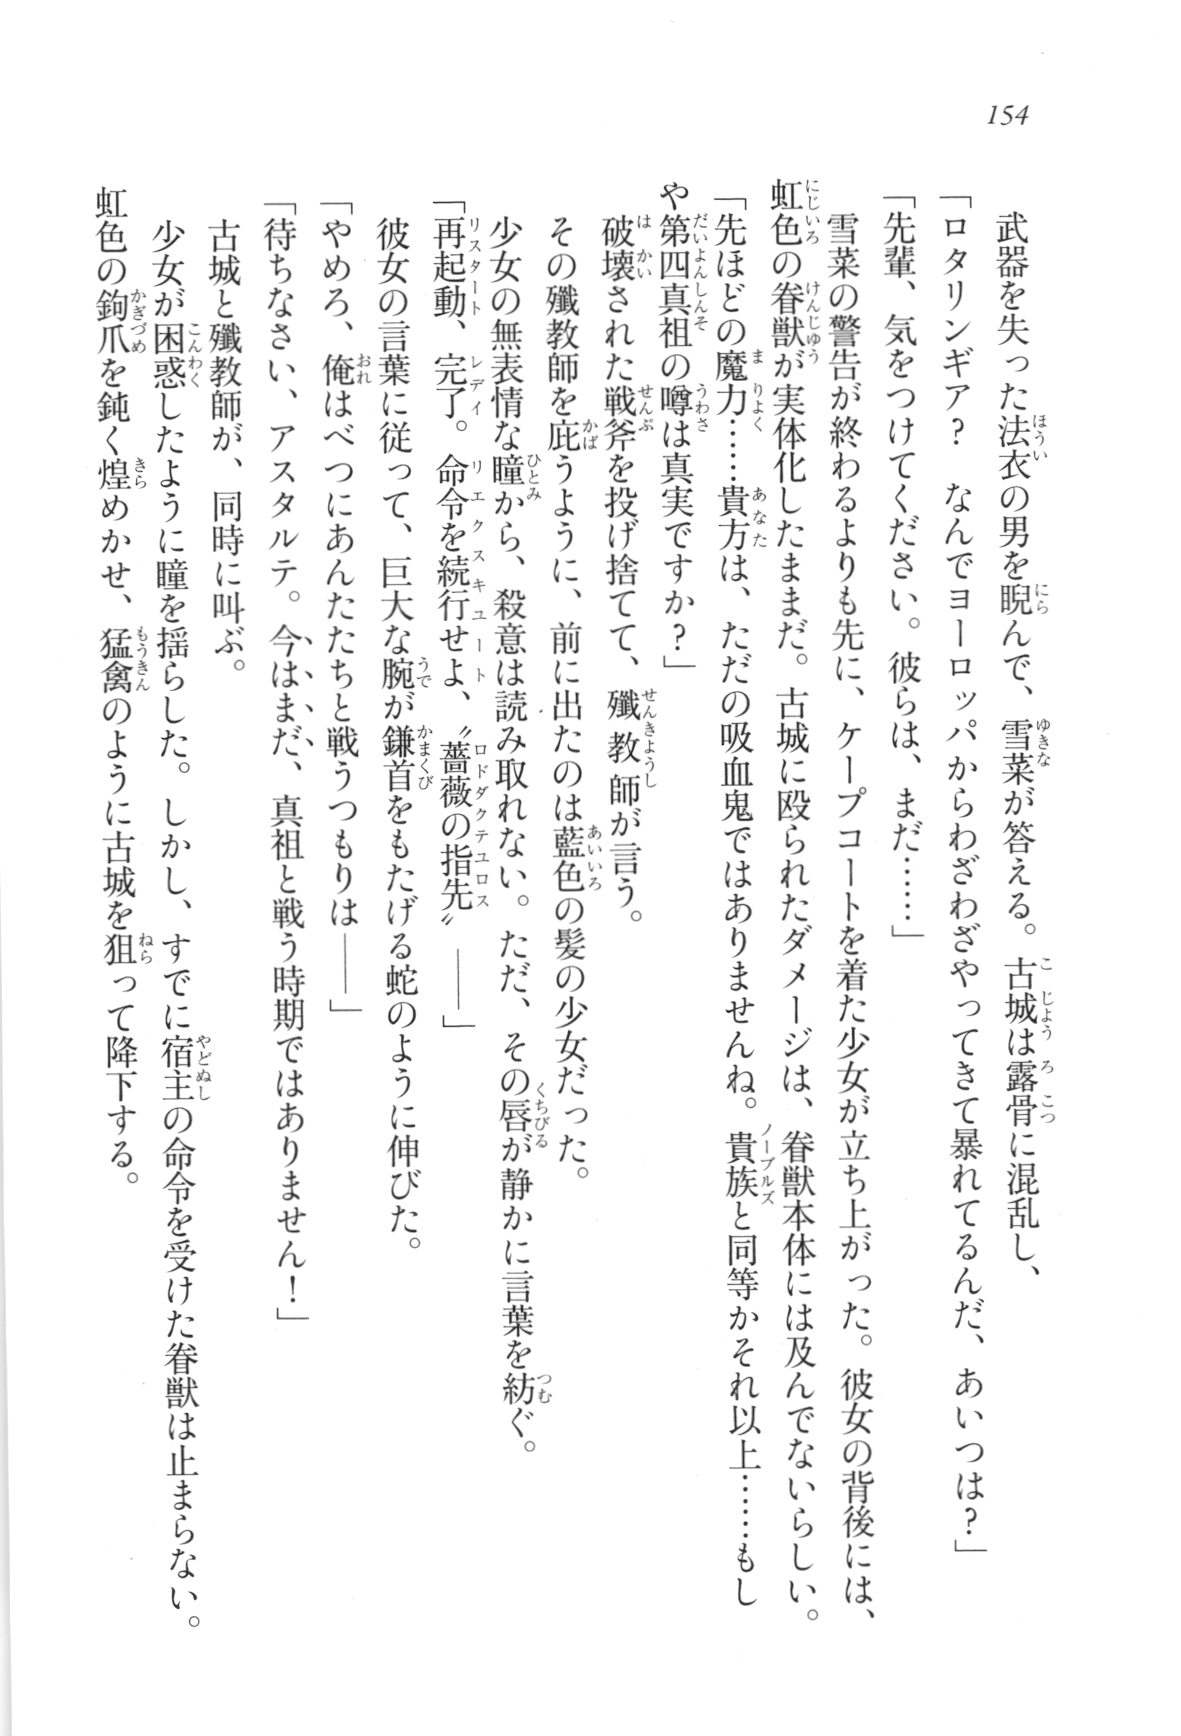 154
武器を失った法衣の男を睨んで、雪菜が答える。古城は露骨に混乱し、
「ロタリンギア？　なんでヨーロッパからわざわざやってきて暴れてるんだ、あいつは？」
「先輩、気をつけてください。彼らは、まだ……」
雪菜の警告が終わるよりも先に、ケープコートを着た少女が立ち上がった。彼女の背後には、
虹色の眷獣が実体化したままだ。古城に殴られたダメージは、眷獣本体には及んでないらしい。
「先ほどの魔力……貴方は、ただの吸血鬼ではありませんね。貴族と同等かそれ以上……もし
や第四真祖の噂は真実ですか？」
破壊された戦斧を投げ捨てて、殲教師が言う。
その殲教師を庇うように、前に出たのは藍色の髪の少女だった。
少女の無表情な瞳から、殺意は読み取れない。ただ、その唇が静かに言葉を紡ぐ。
「再起動、完了。命令を続行せよ、〝薔薇の指先〟――」
彼女の言葉に従って、巨大な腕が鎌首をもたげる蛇のように伸びた。
「やめろ、俺はべつにあんたたちと戦うつもりは――」
「待ちなさい、アスタルテ。今はまだ、真祖と戦う時期ではありません！」
古城と殲教師が、同時に叫ぶ。
少女が困惑したように瞳を揺らした。しかし、すでに宿主の命令を受けた眷獣は止まらない。
虹色の鉤爪を鈍く煌めかせ、猛禽のように古城を狙って降下する。